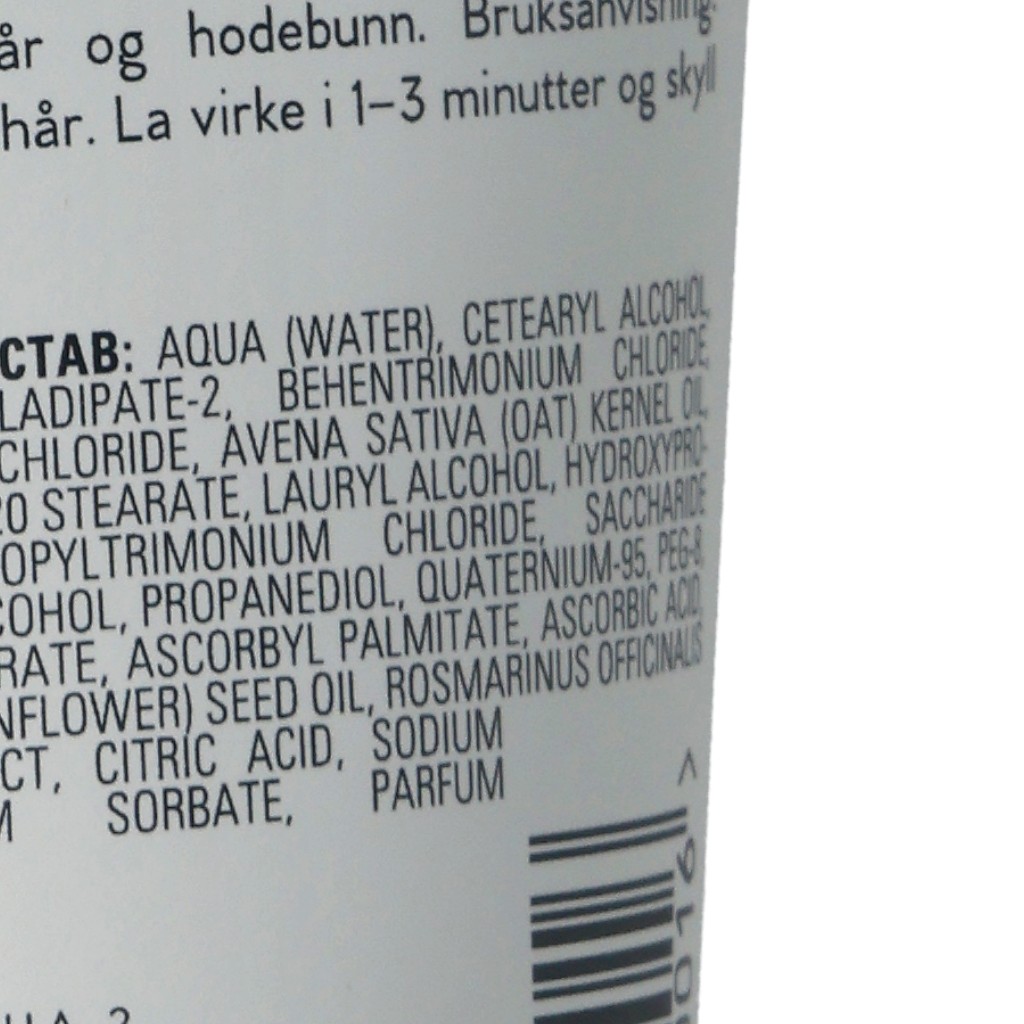 år og hodebunn. Bruksanvisning:
hår. La virke i 1–3 minutter og skyll
CTAB: AQUA (WATER), CETEARYL ALCOHOL,
LADIPATE-2, BEHENTRIMONIUM CHLORIDE,
CHLORIDE, AVENA SATIVA (OAT) KERNEL OIL,
20 STEARATE, LAURYL ALCOHOL, HYDROXYPRO-
OPYLTRIMONIUM CHLORIDE, SACCHARIDE
COHOL, PROPANEDIOL, QUATERNIUM-95, PEG-8,
RATE, ASCORBYL PALMITATE, ASCORBIC ACID,
NFLOWER) SEED OIL, ROSMARINUS OFFICINALIS
CT, CITRIC ACID, SODIUM
M SORBATE, PARFUM
>
016